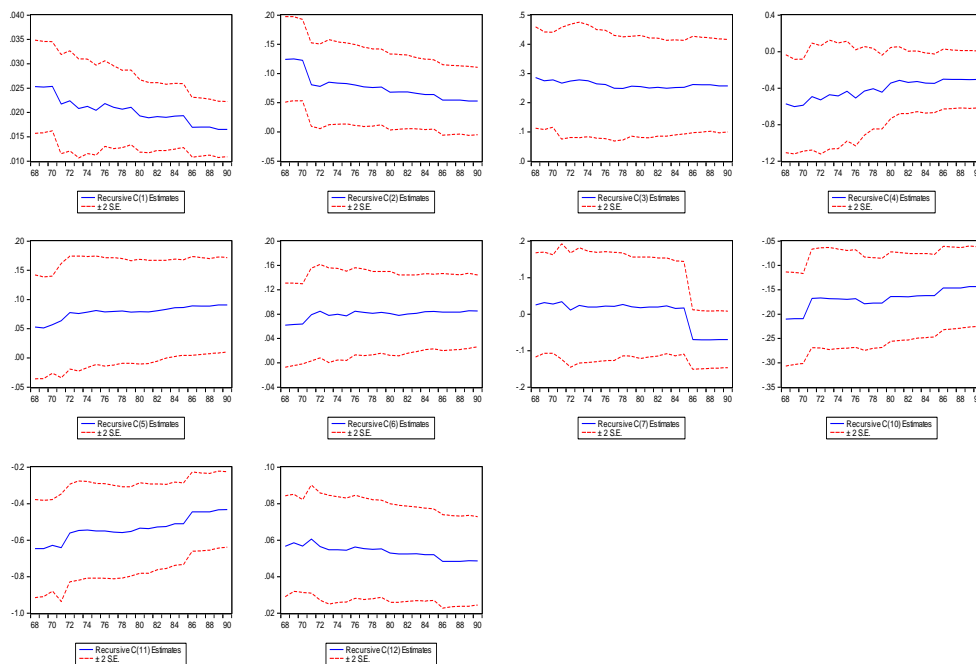 .040
.035
.030
.025
.020
.015
.010
68 70 72 74 76 78 80 82 84 86 88 90
Recursive C(1) Estimates
± 2 S.E.
.20
.15
.10
.05
.00
-.05
68 70 72 74 76 78 80 82 84 86 88 90
Recursive C(2) Estimates
± 2 S.E.
.5
.4
.3
.2
.1
.0
68 70 72 74 76 78 80 82 84 86 88 90
Recursive C(3) Estimates
± 2 S.E.
0.4
0.0
-0.4
-0.8
-1.2
68 70 72 74 76 78 80 82 84 86 88 90
Recursive C(4) Estimates
± 2 S.E.
.20
.15
.10
.05
.00
-.05
68 70 72 74 76 78 80 82 84 86 88 90
Recursive C(5) Estimates
± 2 S.E.
.20
.16
.12
.08
.04
.00
-.04
68 70 72 74 76 78 80 82 84 86 88 90
Recursive C(6) Estimates
± 2 S.E.
.2
.1
.0
-.1
-.2
68 70 72 74 76 78 80 82 84 86 88 90
Recursive C(7) Estimates
± 2 S.E.
-.05
-.10
-.15
-.20
-.25
-.30
-.35
68 70 72 74 76 78 80 82 84 86 88 90
Recursive C(10) Estimates
± 2 S.E.
-0.2
-0.4
-0.6
-0.8
-1.0
68 70 72 74 76 78 80 82 84 86 88 90
Recursive C(11) Estimates
± 2 S.E.
.10
.08
.06
.04
.02
68 70 72 74 76 78 80 82 84 86 88 90
Recursive C(12) Estimates
± 2 S.E.